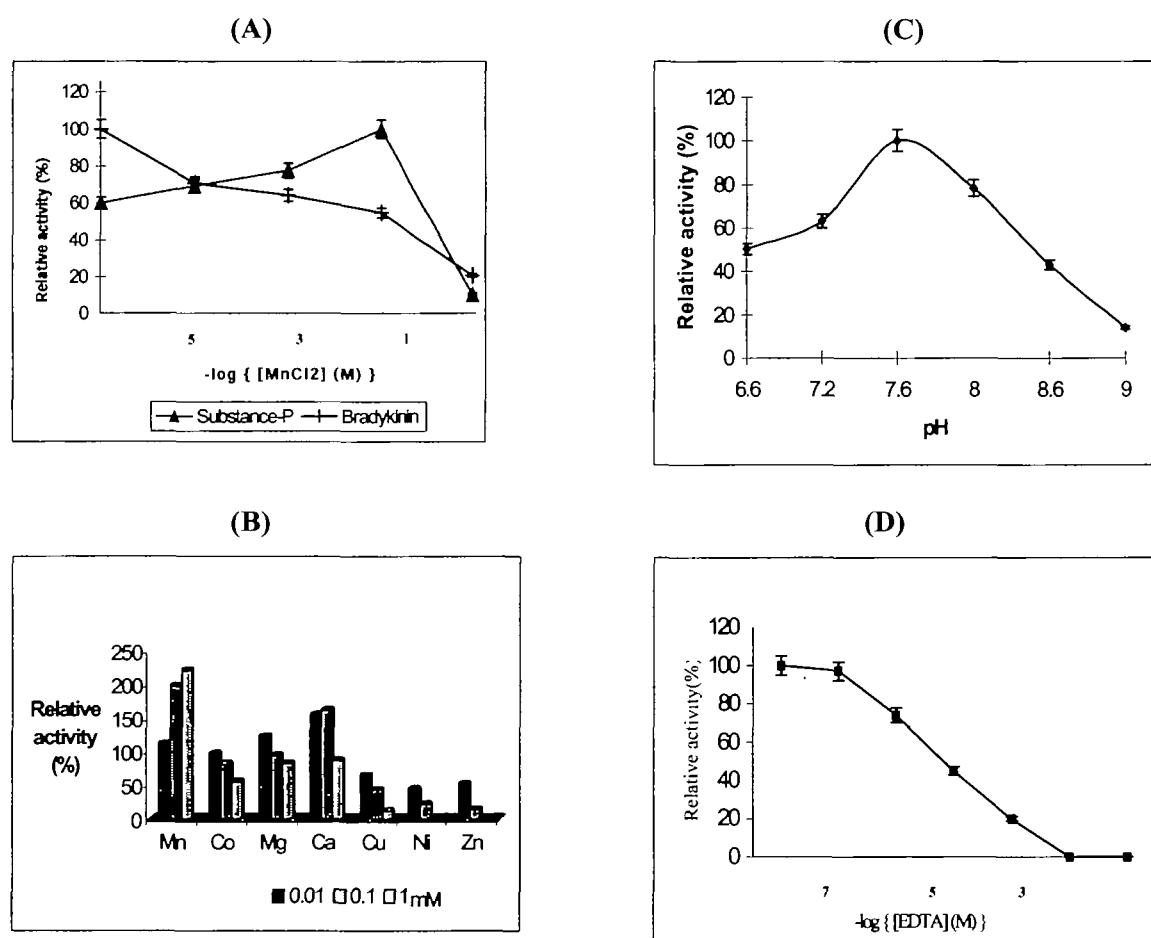 (A)
120
100
80
60
40
20
0
Relative activity (%)
5 3 1
-log { [MnCl2] (M) }
Substance-P Bradykinin
(C)
120
100
80
60
40
20
0
Relative activity (%)
6.6 7.2 7.6 8 8.6 9
pH
(B)
250
200
150
100
50
0
Relative
activity
(%)
Mn Co Mg Ca Cu Ni Zn
0.01 0.1 1mM
(D)
120
100
80
60
40
20
0
Relative activity(%)
7 5 3
-log{[EDTA](M)}